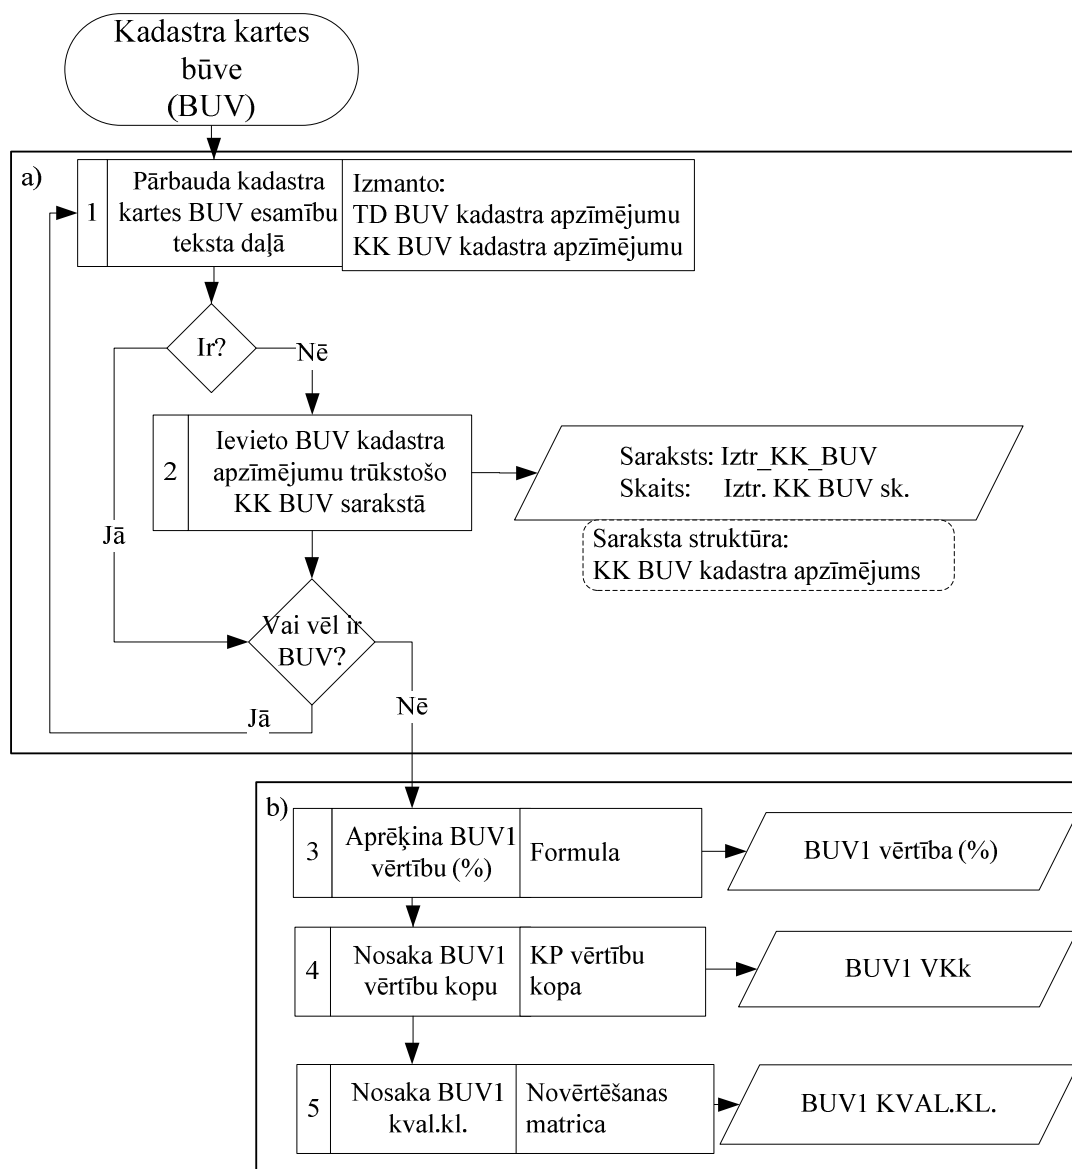 Kadastra kartes
būve
(BUV)
a)
1
Pārbauda kadastra
kartes BUV esamību
teksta daļā
Izmanto:
TD BUV kadastra apzīmējumu
KK BUV kadastra apzīmējumu
Ir?
Nē
2
Ievieto BUV kadastra
apzīmējumu trūkstošo
KK BUV sarakstā
Saraksts: Iztr_KK_BUV
Skaits: Iztr. KK BUV sk.
Saraksta struktūra:
KK BUV kadastra apzīmējums
Jā
Vai vēl ir
BUV?
Jā
Nē
b)
3
Aprēķina BUV1
vērtību (%)
Formula
BUV1 vērtība (%)
4
Nosaka BUV1
vērtību kopu
KP vērtību
kopa
BUV1 VKk
5
Nosaka BUV1
kval.kl.
Novērtēšanas
matrica
BUV1 KVAL.KL.